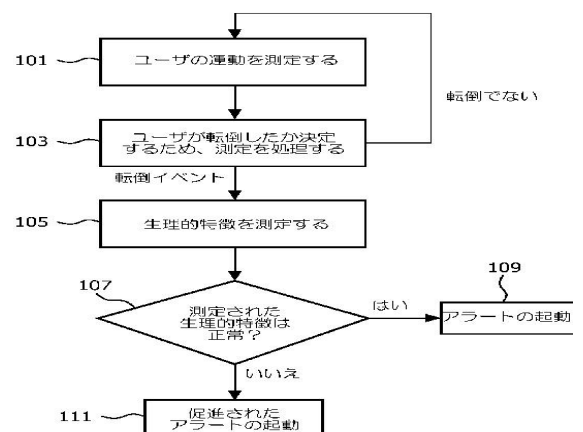 101
ユーザの運動を測定する
転倒でない
103
ユーザが転倒したか決定
するため、測定を処理する
転倒イベント
105
生理的特徴を測定する
107
測定された
生理的特徴は
正常？
はい
109
アラートの起動
いいえ
111
促進された
アラートの起動